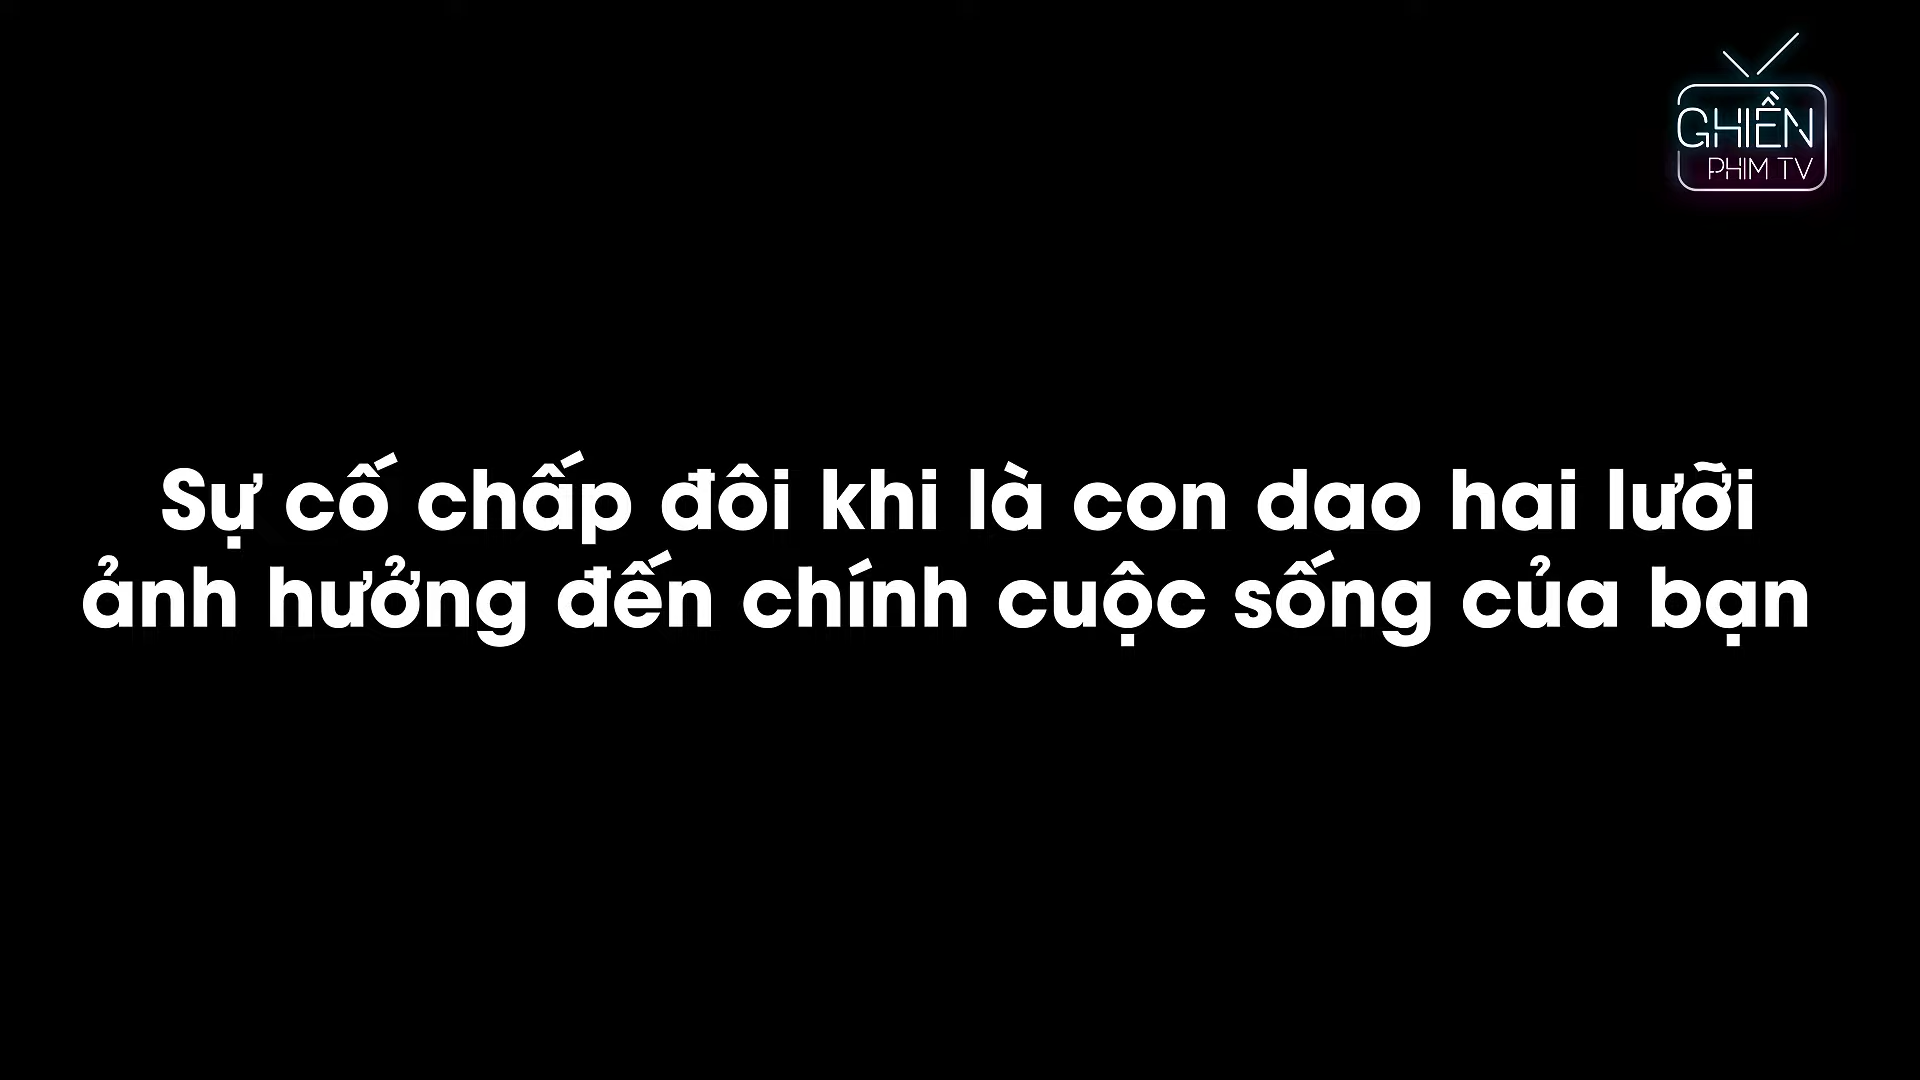 GHIỀN
PHIM TV
Sự cố chấp đôi khi là con dao hai lưỡi
ảnh hưởng đến chính cuộc sống của bạn